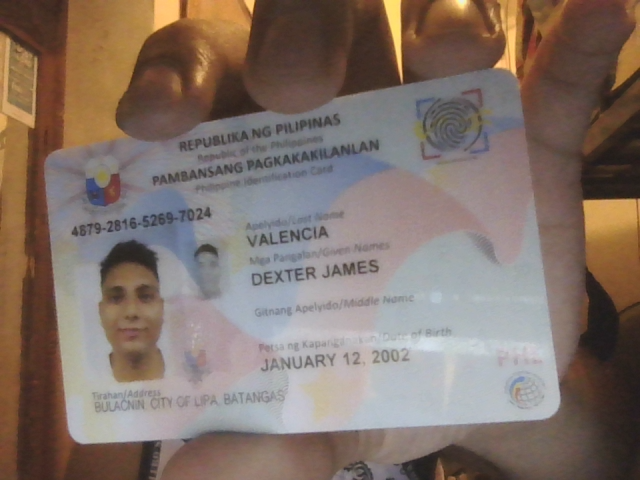 REPUBLIKA NG PILIPINAS
Republic of the Philippines
PAMBANSANG PAGKAKAKILANLAN
Philippine Identification Card
4879-2816-5269-7024
Apelyido/Last Name
VALENCIA
Mga Pangalan/Given Names
DEXTER JAMES
Gitnang Apelyido/Middle Name
Petsa ng Kapanganakan/Date of Birth
JANUARY 12, 2002
PHL
Tirahan/Address
BULACNIN, CITY OF LIPA, BATANGAS